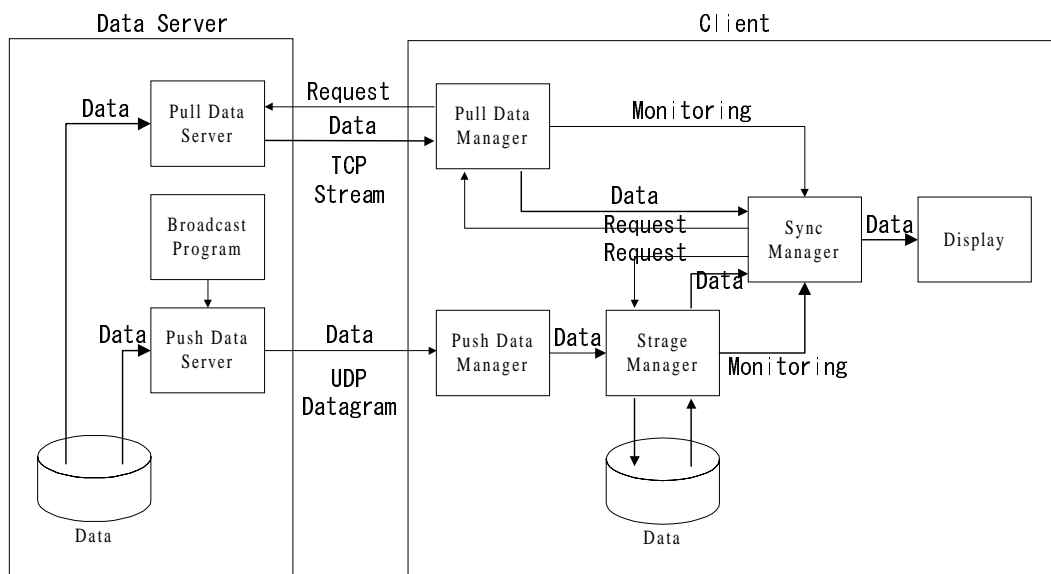 Data Server
Client
Request
Data
Pull Data
Server
Data
TCP
Stream
Pull Data
Manager
Monitoring
Data
Request
Request
Data
Sync
Manager
Data
Display
Broadcast
Program
Data
Push Data
Server
Data
UDP
Datagram
Push Data
Manager
Data
Strage
Manager
Monitoring
Data
Data